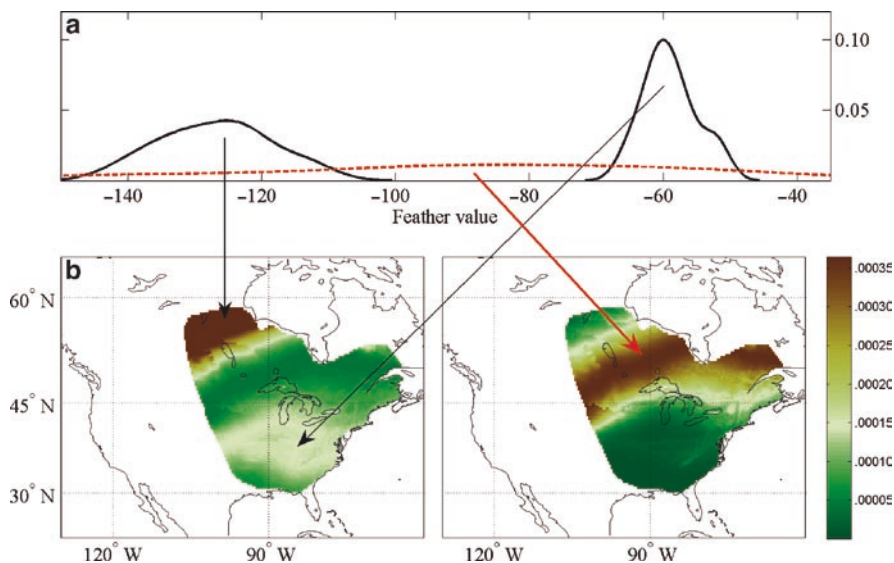 a
0.10
0.05
−140 −120 −100 −80 −60 −40
Feather value
b
60° N
45° N
30° N
120° W 90° W
120° W 90° W
.00035
.00030
.00025
.00020
.00015
.00010
.00005